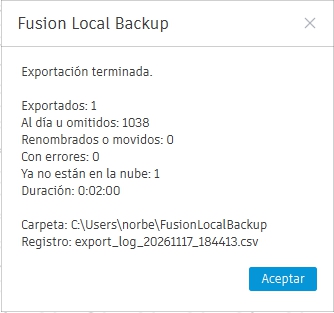 Fusion Local Backup
Exportación terminada.
Exportados: 1
Al día u omitidos: 1038
Renombrados o movidos: 0
Con errores: 0
Ya no están en la nube: 1
Duración: 0:02:00
Carpeta: C:\Users\norbe\FusionLocalBackup
Registro: export_log_20261117_184413.csv
Aceptar